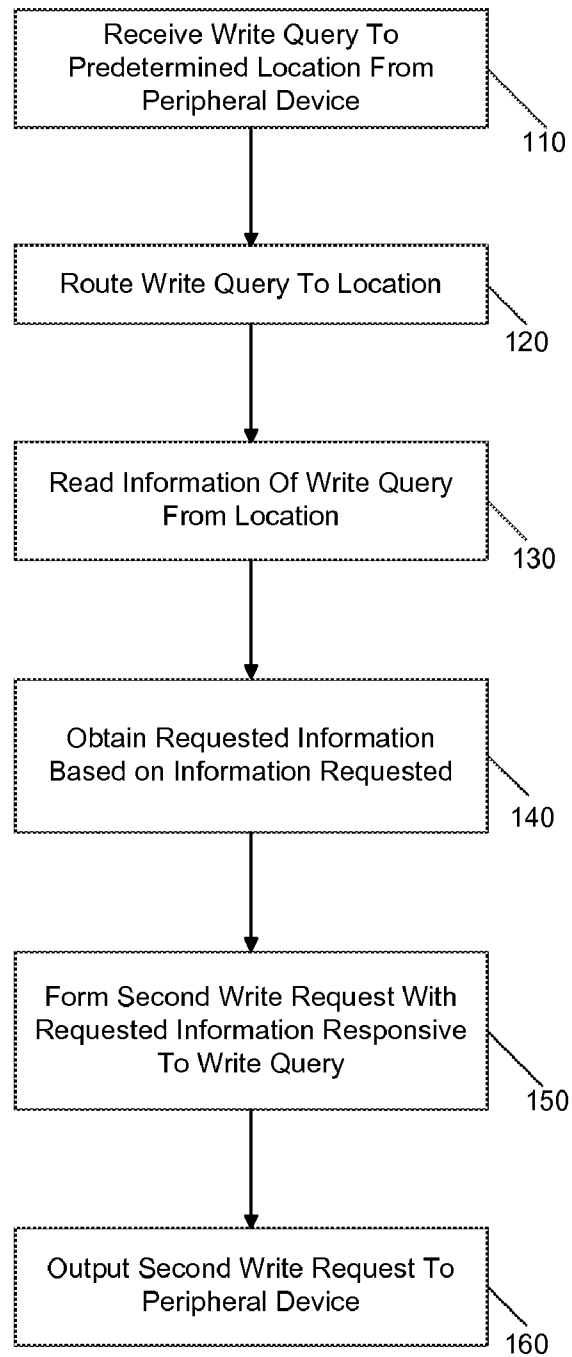 Receive Write Query To
Predetermined Location From
Peripheral Device
110
Route Write Query To Location
120
Read Information Of Write Query
From Location
130
Obtain Requested Information
Based on Information Requested
140
Form Second Write Request With
Requested Information Responsive
To Write Query
150
Output Second Write Request To
Peripheral Device
160